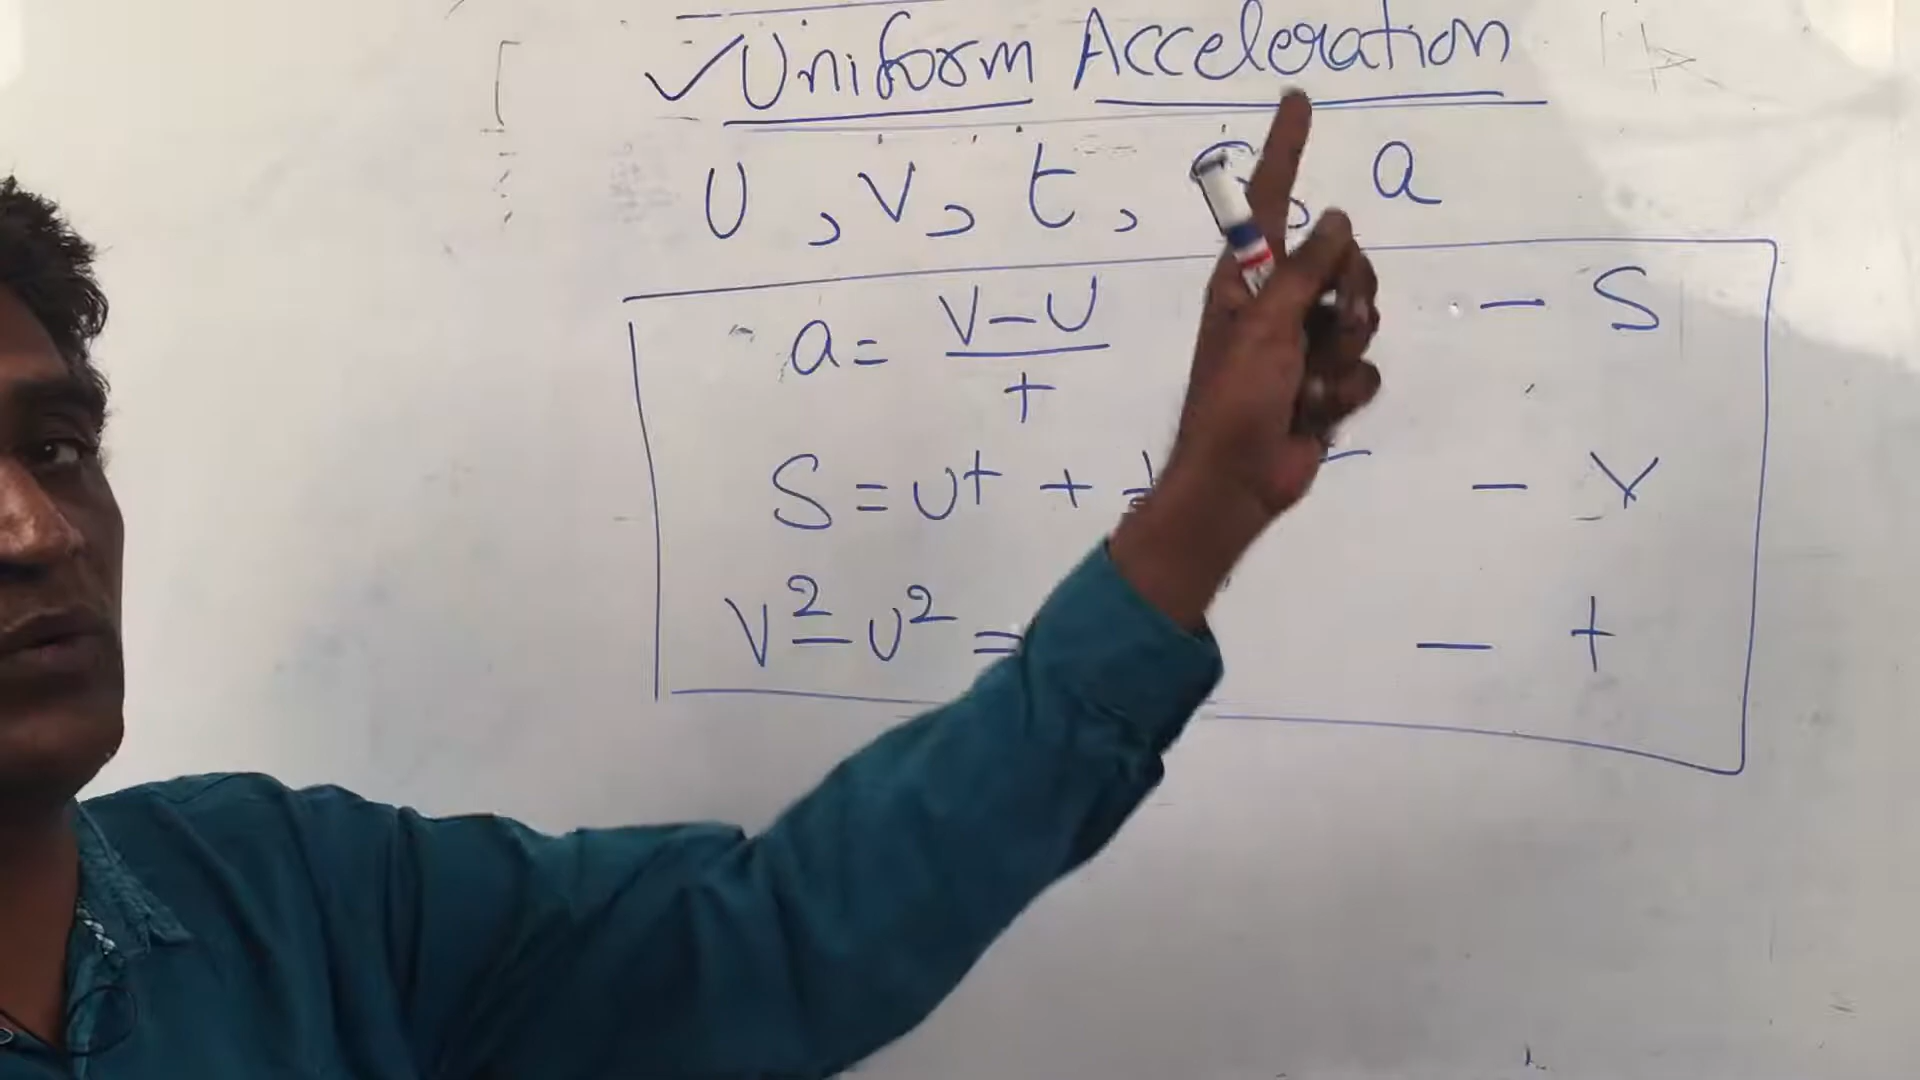 ✓Uniform Acceleration
U , V, t, S, a
a = V-U/t - S
S = Ut + - V
V² - U² = - t